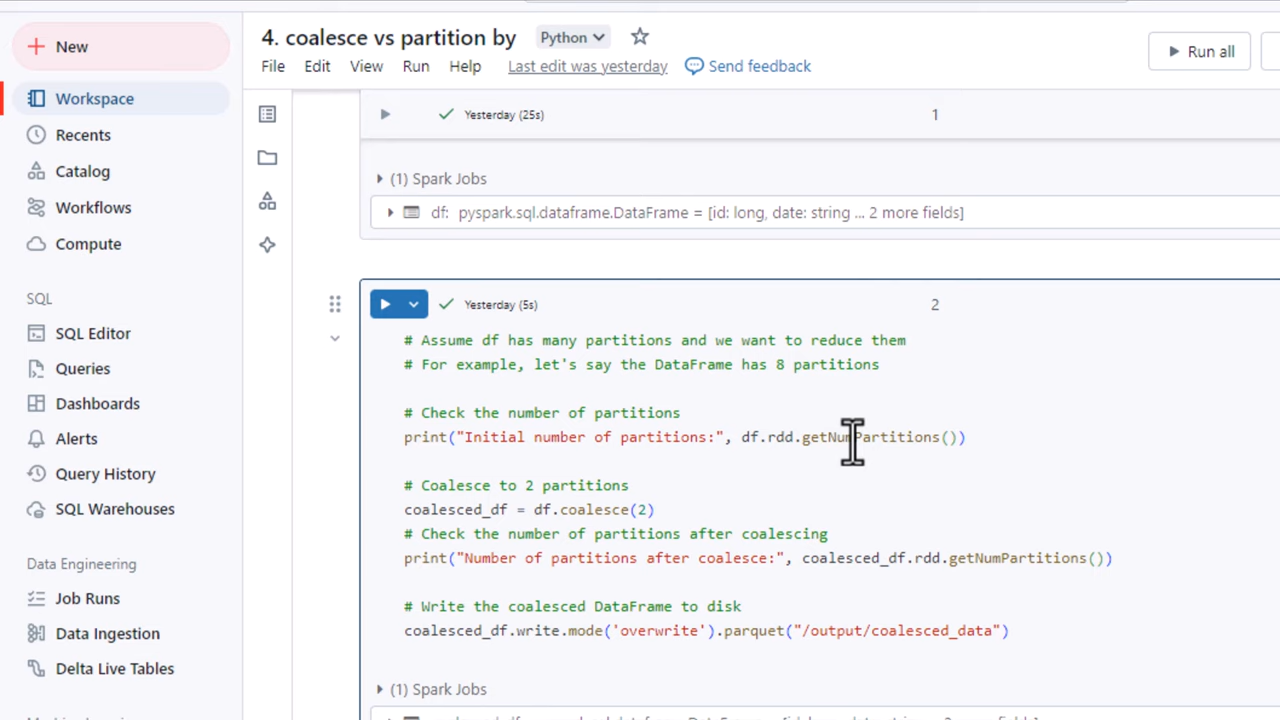 New
Workspace
Recents
Catalog
Workflows
Compute
SQL
SQL Editor
Queries
Dashboards
Alerts
Query History
SQL Warehouses
Data Engineering
Job Runs
Data Ingestion
Delta Live Tables
4. coalesce vs partition by
Python
File Edit View Run Help Last edit was yesterday Send feedback
Run all
Yesterday (25s) 1
(1) Spark Jobs
df: pyspark.sql.dataframe.DataFrame = [id: long, date: string ... 2 more fields]
Yesterday (5s) 2
# Assume df has many partitions and we want to reduce them
# For example, let's say the DataFrame has 8 partitions
# Check the number of partitions
print("Initial number of partitions:", df.rdd.getNumPartitions())
# Coalesce to 2 partitions
coalesced_df = df.coalesce(2)
# Check the number of partitions after coalescing
print("Number of partitions after coalesce:", coalesced_df.rdd.getNumPartitions())
# Write the coalesced DataFrame to disk
coalesced_df.write.mode('overwrite').parquet("/output/coalesced_data")
(1) Spark Jobs